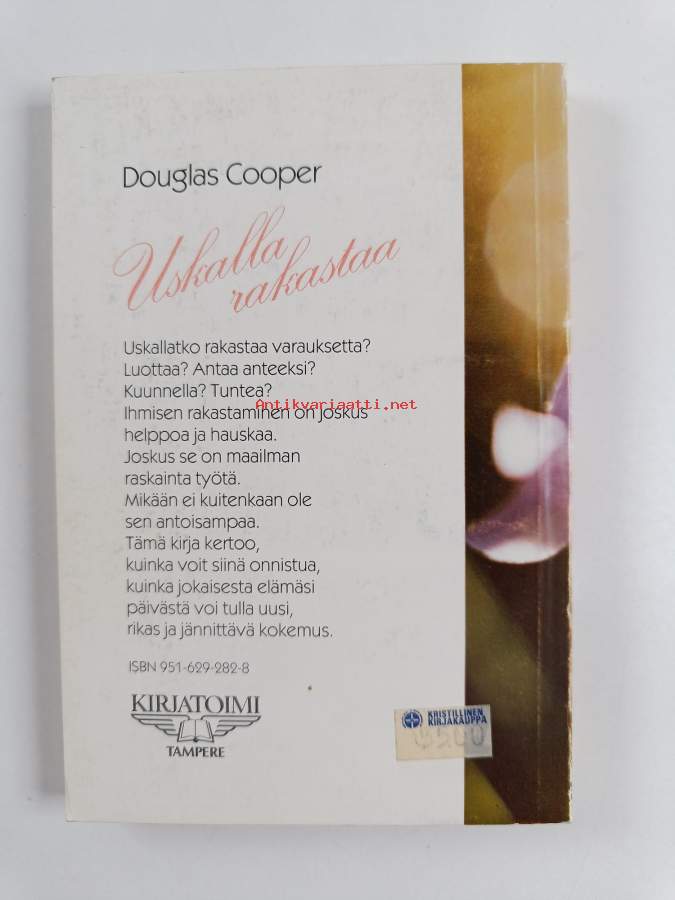 Douglas Cooper
Uskalla
rakastaa
Uskallatko rakastaa varauksetta?
Luottaa? Antaa anteeksi?
Kuunnella? Tuntea?
Antikvariaatti.net
Ihmisen rakastaminen on joskus
helppoa ja hauskaa.
Joskus se on maailman
raskainta työtä.
Mikään ei kuitenkaan ole
sen antoisampaa.
Tämä kirja kertoo,
kuinka voit siinä onnistua,
kuinka jokaisesta elämäsi
päivästä voi tulla uusi,
rikas ja jännittävä kokemus.
ISBN 951-629-282-8
KIRJATOIMI
TAMPERE
KRISTILLINEN
KIRJAKAUPPA